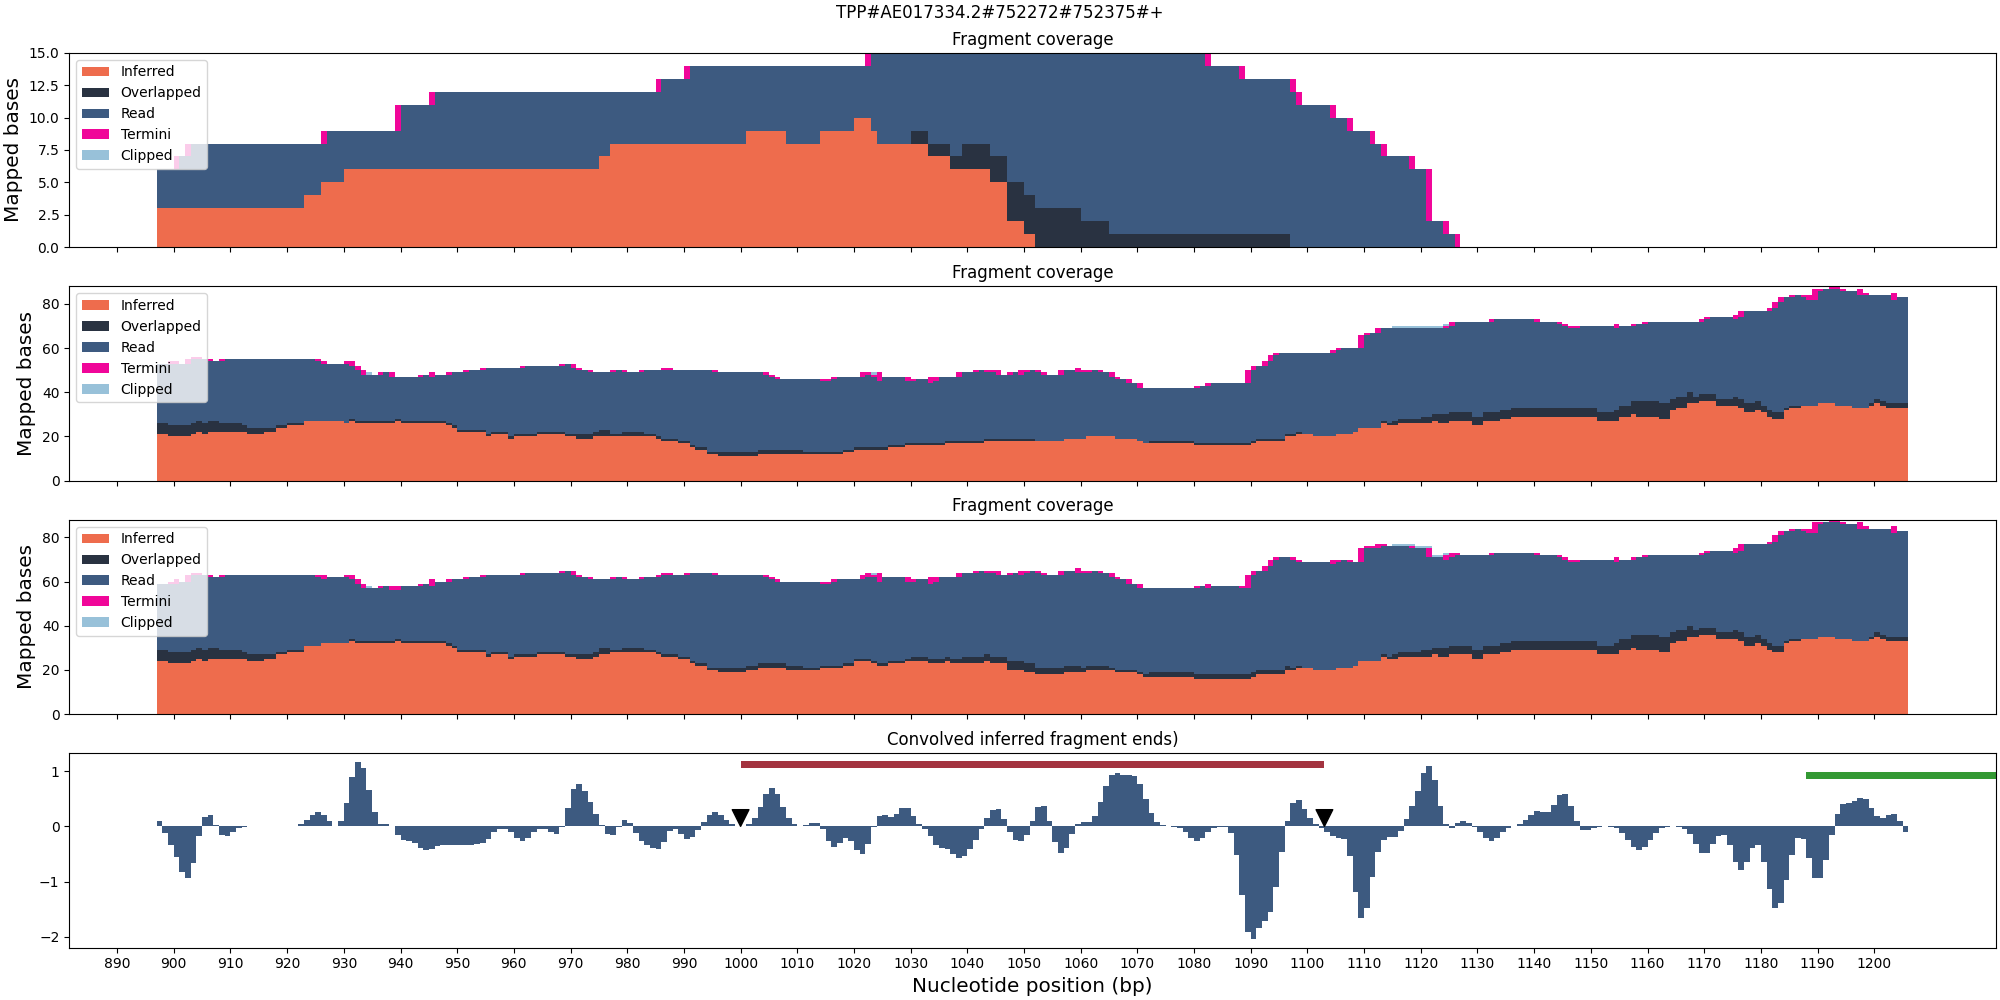 TPP#AE017334.2#752272#752375#+
Fragment coverage
Mapped bases
15.0
12.5
10.0
7.5
5.0
2.5
0.0
Inferred
Overlapped
Read
Termini
Clipped
Fragment coverage
Mapped bases
80
60
40
20
0
Inferred
Overlapped
Read
Termini
Clipped
Fragment coverage
Mapped bases
80
60
40
20
0
Inferred
Overlapped
Read
Termini
Clipped
Convolved inferred fragment ends)
1
0
−1
−2
890 900 910 920 930 940 950 960 970 980 990 1000 1010 1020 1030 1040 1050 1060 1070 1080 1090 1100 1110 1120 1130 1140 1150 1160 1170 1180 1190 1200
Nucleotide position (bp)